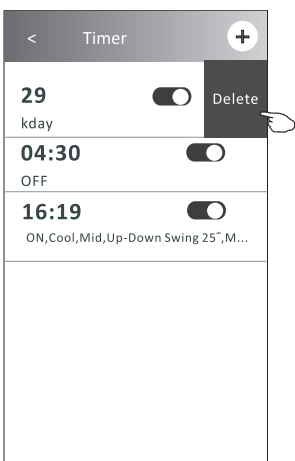 < Timer +
29 Delete
kday
04:30
OFF
16:19
ON,Cool,Mid,Up-Down Swing 25°,M...